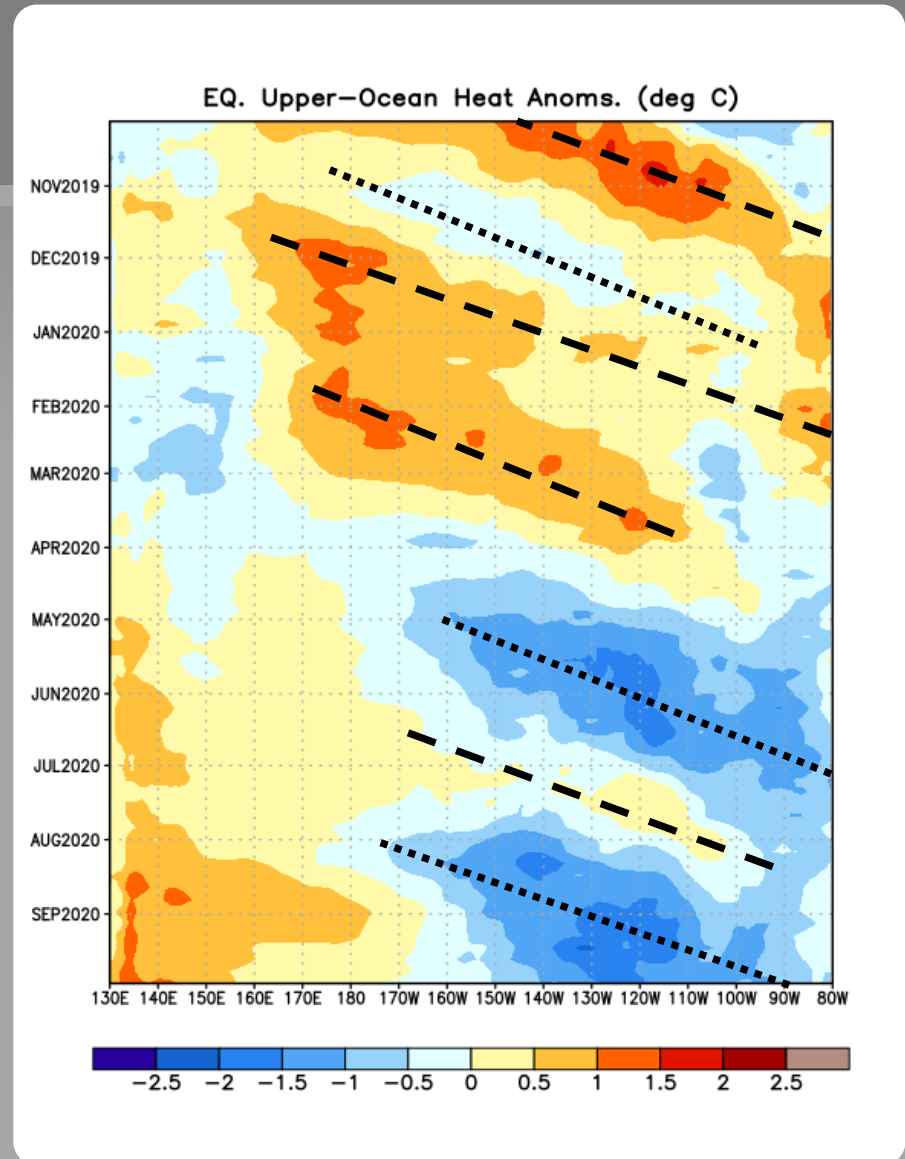 EQ. Upper-Ocean Heat Anoms. (deg C)
NOV2019
DEC2019
JAN2020
FEB2020
MAR2020
APR2020
MAY2020
JUN2020
JUL2020
AUG2020
SEP2020
130E 140E 150E 160E 170E 180 170W 160W 150W 140W 130W 120W 110W 100W 90W 80W
-2.5 -2 -1.5 -1 -0.5 0 0.5 1 1.5 2 2.5